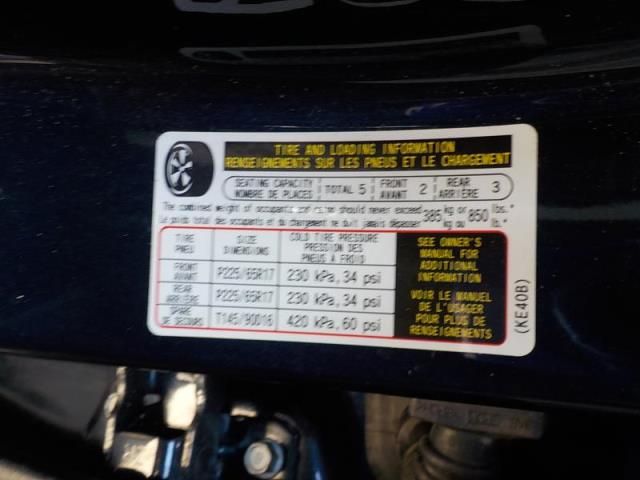 TIRE AND LOADING INFORMATION
RENSEIGNEMENTS SUR LES PNEUS ET LE CHARGEMENT
SEATING CAPACITY
NOMBRE DE PLACES
TOTAL 5
FRONT
AVANT
2
REAR
ARRIÈRE
3
The combined weight of occupants and cargo should never exceed 385 kg or 850 lbs.
Le poids total des occupants et du chargement ne doit jamais dépasser kg ou lb.
TIRE
PNEU
SIZE
DIMENSIONS
COLD TIRE PRESSURE
PRESSION DES
PNEUS À FROID
FRONT
AVANT
P225/65R17
230 kPa, 34 psi
REAR
ARRIÈRE
P225/65R17
230 kPa, 34 psi
SPARE
DE SECOURS
T145/90D16
420 kPa, 60 psi
SEE OWNER'S
MANUAL FOR
ADDITIONAL
INFORMATION
VOIR LE MANUEL
DE L'USAGER
POUR PLUS DE
RENSEIGNEMENTS
(KE40B)